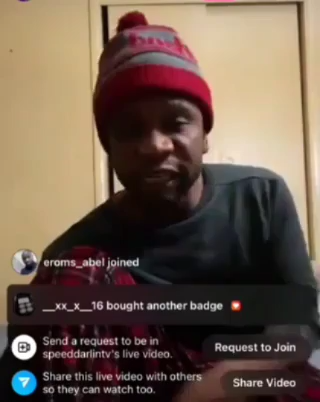 eroms_abel joined
__xx_x__16 bought another badge
Send a request to be in
speeddarlintv's live video.
Request to Join
Share this live video with others
so they can watch too.
Share Video